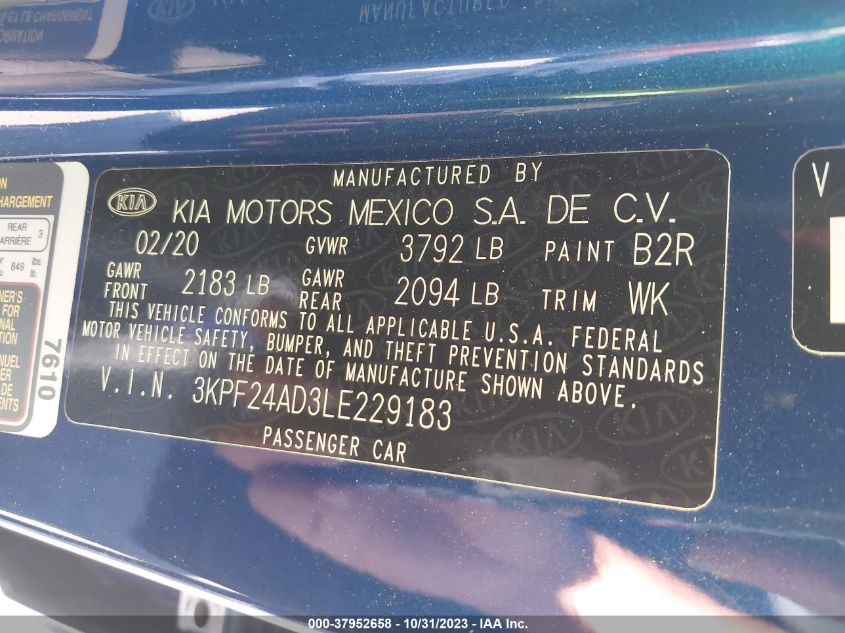 MANUFACTURED BY
KIA KIA MOTORS MEXICO S.A. DE C.V.
02/20 GVWR 3792 LB PAINT B2R
GAWR FRONT 2183 LB GAWR REAR 2094 LB TRIM WK
THIS VEHICLE CONFORMS TO ALL APPLICABLE U.S.A. FEDERAL
MOTOR VEHICLE SAFETY, BUMPER, AND THEFT PREVENTION STANDARDS
IN EFFECT ON THE DATE OF MANUFACTURE SHOWN ABOVE.
V.I.N. 3KPF24AD3LE229183
PASSENGER CAR
REAR 3
849 lbs.
lb.
7610
V
000-37952658 - 10/31/2023 - IAA Inc.